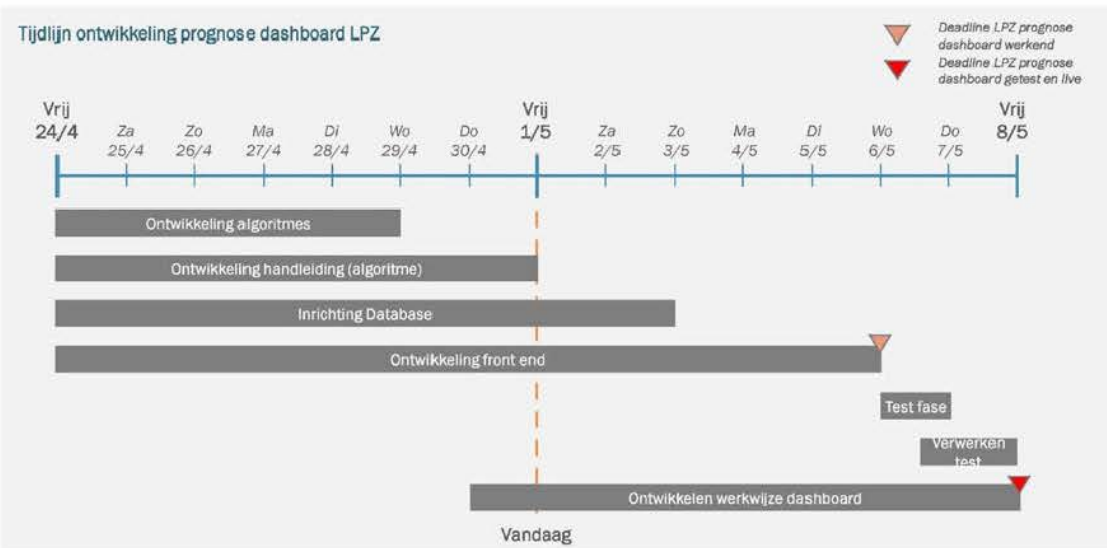 Tijdlijn ontwikkeling prognose dashboard LPZ
Deadline LPZ prognose
dashboard werkend
Deadline LPZ prognose
dashboard getest en live
Vrij
24/4
Za
25/4
Zo
26/4
Ma
27/4
Di
28/4
Wo
29/4
Do
30/4
Vrij
1/5
Za
2/5
Zo
3/5
Ma
4/5
Di
5/5
Wo
6/5
Do
7/5
Vrij
8/5
Ontwikkeling algoritmes
Ontwikkeling handleiding (algoritme)
Inrichting Database
Ontwikkeling front end
Test fase
Verwerken
test
Ontwikkelen werkwijze dashboard
Vandaag